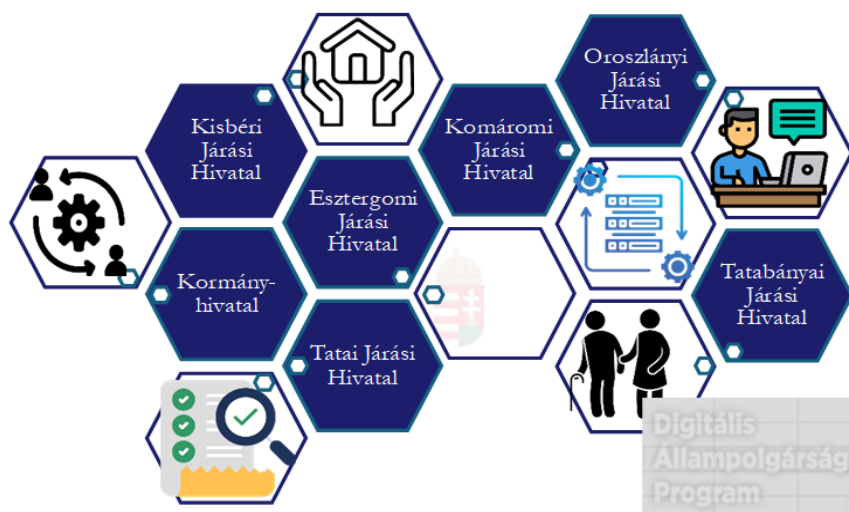 Kisbéri
Járási
Hivatal
Kormány-
hivatal
Esztergomi
Járási
Hivatal
Tatai Járási
Hivatal
Komáromi
Járási
Hivatal
Oroszlányi
Járási
Hivatal
Tatabányai
Járási
Hivatal
Digitális
Állampolgárság
Program